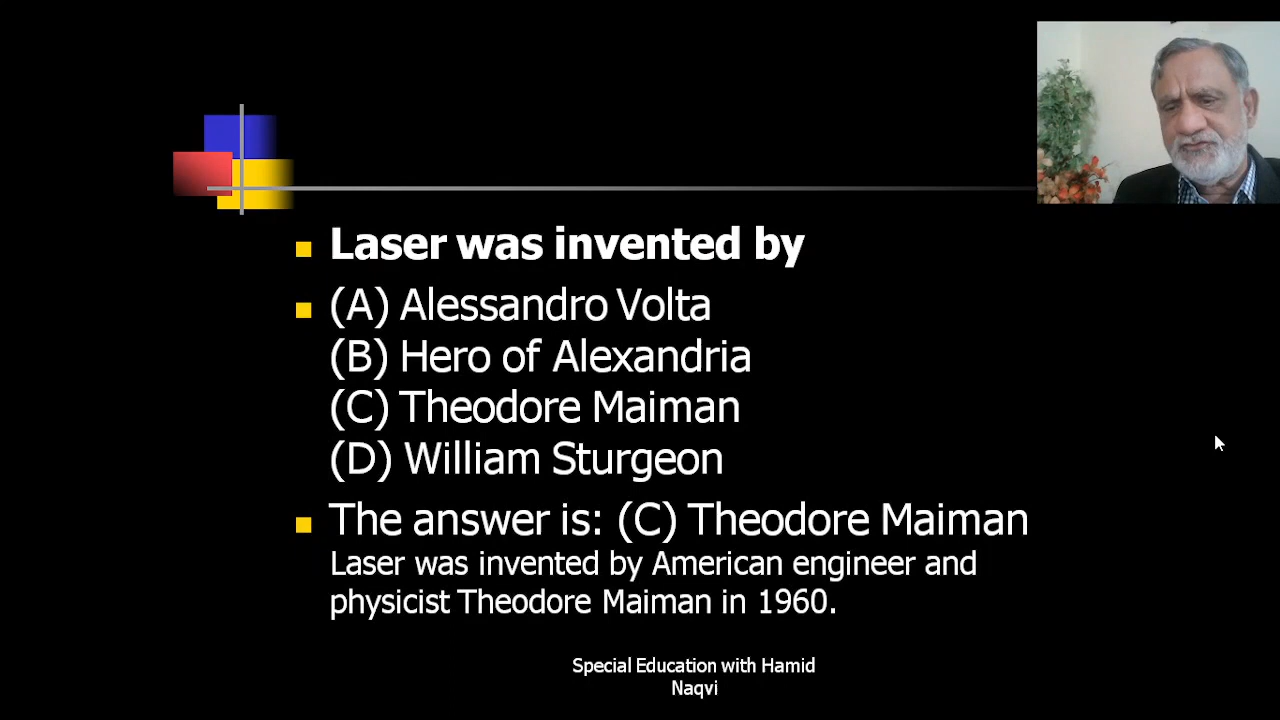 Laser was invented by
(A) Alessandro Volta
(B) Hero of Alexandria
(C) Theodore Maiman
(D) William Sturgeon
The answer is: (C) Theodore Maiman
Laser was invented by American engineer and
physicist Theodore Maiman in 1960.
Special Education with Hamid
Naqvi